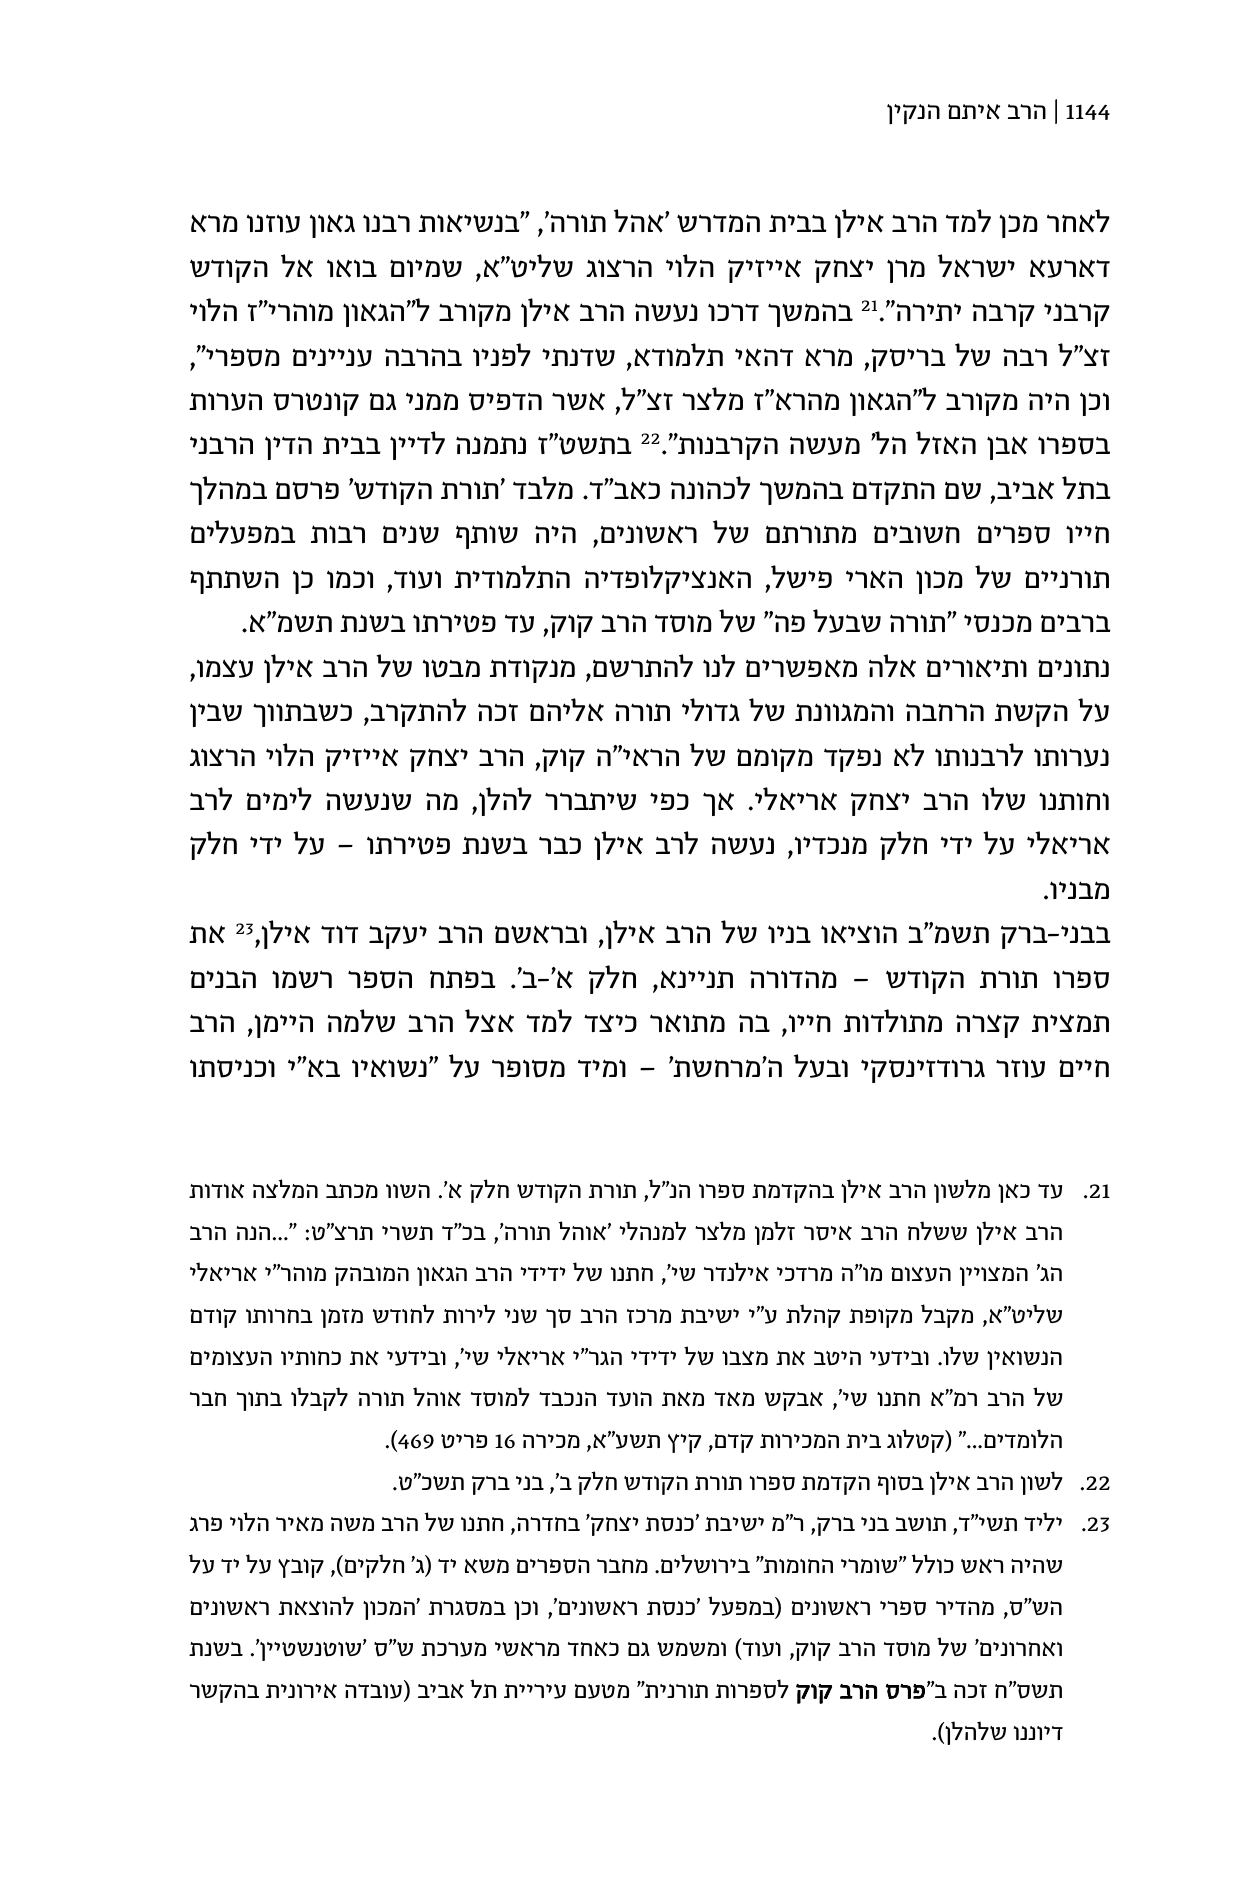 1144 | הרב איתם הנקין
לאחר מכן למד הרב אילן בבית המדרש 'אהל תורה', "בנשיאות רבנו גאון עוזנו מרא
דארעא ישראל מרן יצחק אייזיק הלוי הרצוג שליט"א, שמיום בואו אל הקודש
קרבני קרבה יתירה".21 בהמשך דרכו נעשה הרב אילן מקורב ל"הגאון מוהרי"ז הלוי
זצ"ל רבה של בריסק, מרא דהאי תלמודא, שדנתי לפניו בהרבה עניינים מספרי",
וכן היה מקורב ל"הגאון מהרא"ז מלצר זצ"ל, אשר הדפיס ממני גם קונטרס הערות
בספרו אבן האזל הל' מעשה הקרבנות".22 בתשט"ז נתמנה לדיין בבית הדין הרבני
בתל אביב, שם התקדם בהמשך לכהונה כאב"ד. מלבד 'תורת הקודש' פרסם במהלך
חייו ספרים חשובים מתורתם של ראשונים, היה שותף שנים רבות במפעלים
תורניים של מכון הארי פישל, האנציקלופדיה התלמודית ועוד, וכמו כן השתתף
ברבים מכנסי "תורה שבעל פה" של מוסד הרב קוק, עד פטירתו בשנת תשמ"א.
נתונים ותיאורים אלה מאפשרים לנו להתרשם, מנקודת מבטו של הרב אילן עצמו,
על הקשת הרחבה והמגוונת של גדולי תורה אליהם זכה להתקרב, כשבתווך שבין
נערותו לרבנותו לא נפקד מקומם של הראי"ה קוק, הרב יצחק אייזיק הלוי הרצוג
וחותנו שלו הרב יצחק אריאלי. אך כפי שיתברר להלן, מה שנעשה לימים לרב
אריאלי על ידי חלק מנכדיו, נעשה לרב אילן כבר בשנת פטירתו – על ידי חלק
מבניו.
בבני-ברק תשמ"ב הוציאו בניו של הרב אילן, ובראשם הרב יעקב דוד אילן,23 את
ספרו תורת הקודש – מהדורה תניינא, חלק א'-ב'. בפתח הספר רשמו הבנים
תמצית קצרה מתולדות חייו, בה מתואר כיצד למד אצל הרב שלמה היימן, הרב
חיים עוזר גרודזינסקי ובעל ה'מרחשת' – ומיד מסופר על "נשואיו בא"י וכניסתו
21. עד כאן מלשון הרב אילן בהקדמת ספרו הנ"ל, תורת הקודש חלק א'. השוו מכתב המלצה אודות
הרב אילן ששלח הרב איסר זלמן מלצר למנהלי 'אוהל תורה', בכ"ד תשרי תרצ"ט: "...הנה הרב
הג' המצויין העצום מו"ה מרדכי אילנדר שי', חתנו של ידידי הרב הגאון המובהק מוהר"י אריאלי
שליט"א, מקבל מקופת קהלת ע"י ישיבת מרכז הרב סך שני לירות לחודש מזמן בחרותו קודם
הנשואין שלו. ובידעי היטב את מצבו של ידידי הגר"י אריאלי שי', ובידעי את כחותיו העצומים
של הרב רמ"א חתנו שי', אבקש מאד מאת הועד הנכבד למוסד אוהל תורה לקבלו בתוך חבר
הלומדים..." (קטלוג בית המכירות קדם, קיץ תשע"א, מכירה 16 פריט 469).
22. לשון הרב אילן בסוף הקדמת ספרו תורת הקודש חלק ב', בני ברק תשכ"ט.
23. יליד תשי"ד, תושב בני ברק, ר"מ ישיבת 'כנסת יצחק' בחדרה, חתנו של הרב משה מאיר הלוי פרג
שהיה ראש כולל "שומרי החומות" בירושלים. מחבר הספרים משא יד (ג' חלקים), קובץ על יד על
הש"ס, מהדיר ספרי ראשונים (במפעל 'כנסת ראשונים', וכן במסגרת 'המכון להוצאת ראשונים
ואחרונים' של מוסד הרב קוק, ועוד) ומשמש גם כאחד מראשי מערכת ש"ס 'שוטנשטיין'. בשנת
תשס"ח זכה ב"פרס הרב קוק לספרות תורנית" מטעם עיריית תל אביב (עובדה אירונית בהקשר
דיוננו שלהלן).